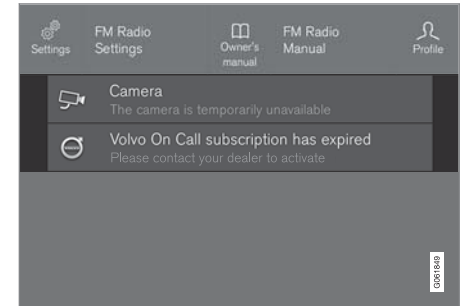 Settings
FM Radio
Settings
Owner's
manual
FM Radio
Manual
Profile
Camera
The camera is temporarily unavailable
Volvo On Call subscription has expired
Please contact your dealer to activate
G061849